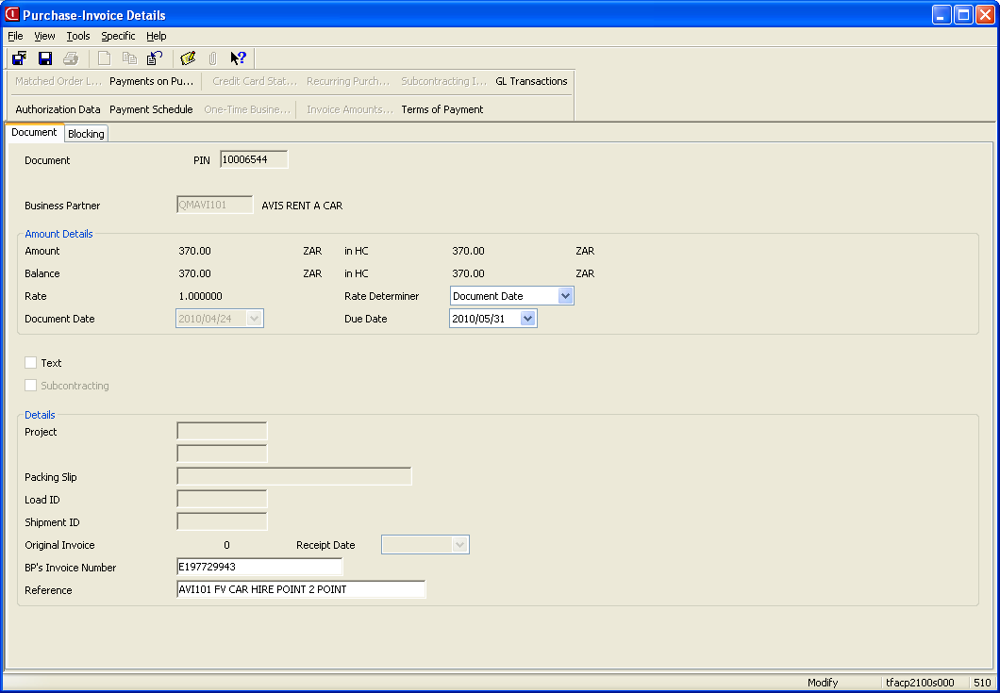 Purchase-Invoice Details
File View Tools Specific Help
Matched Order L... Payments on Pu... Credit Card Stat... Recurring Purch... Subcontracting I... GL Transactions
Authorization Data Payment Schedule One-Time Busine... Invoice Amounts... Terms of Payment
Document Blocking
Document PIN 10006544
Business Partner QMAVI101 AVIS RENT A CAR
Amount Details
Amount 370.00 ZAR in HC 370.00 ZAR
Balance 370.00 ZAR in HC 370.00 ZAR
Rate 1.000000 Rate Determiner Document Date
Document Date 2010/04/24 Due Date 2010/05/31
Text
Subcontracting
Details
Project
Packing Slip
Load ID
Shipment ID
Original Invoice 0 Receipt Date
BP's Invoice Number E197729943
Reference AVI101 FV CAR HIRE POINT 2 POINT
Modify tfacp2100s000 510